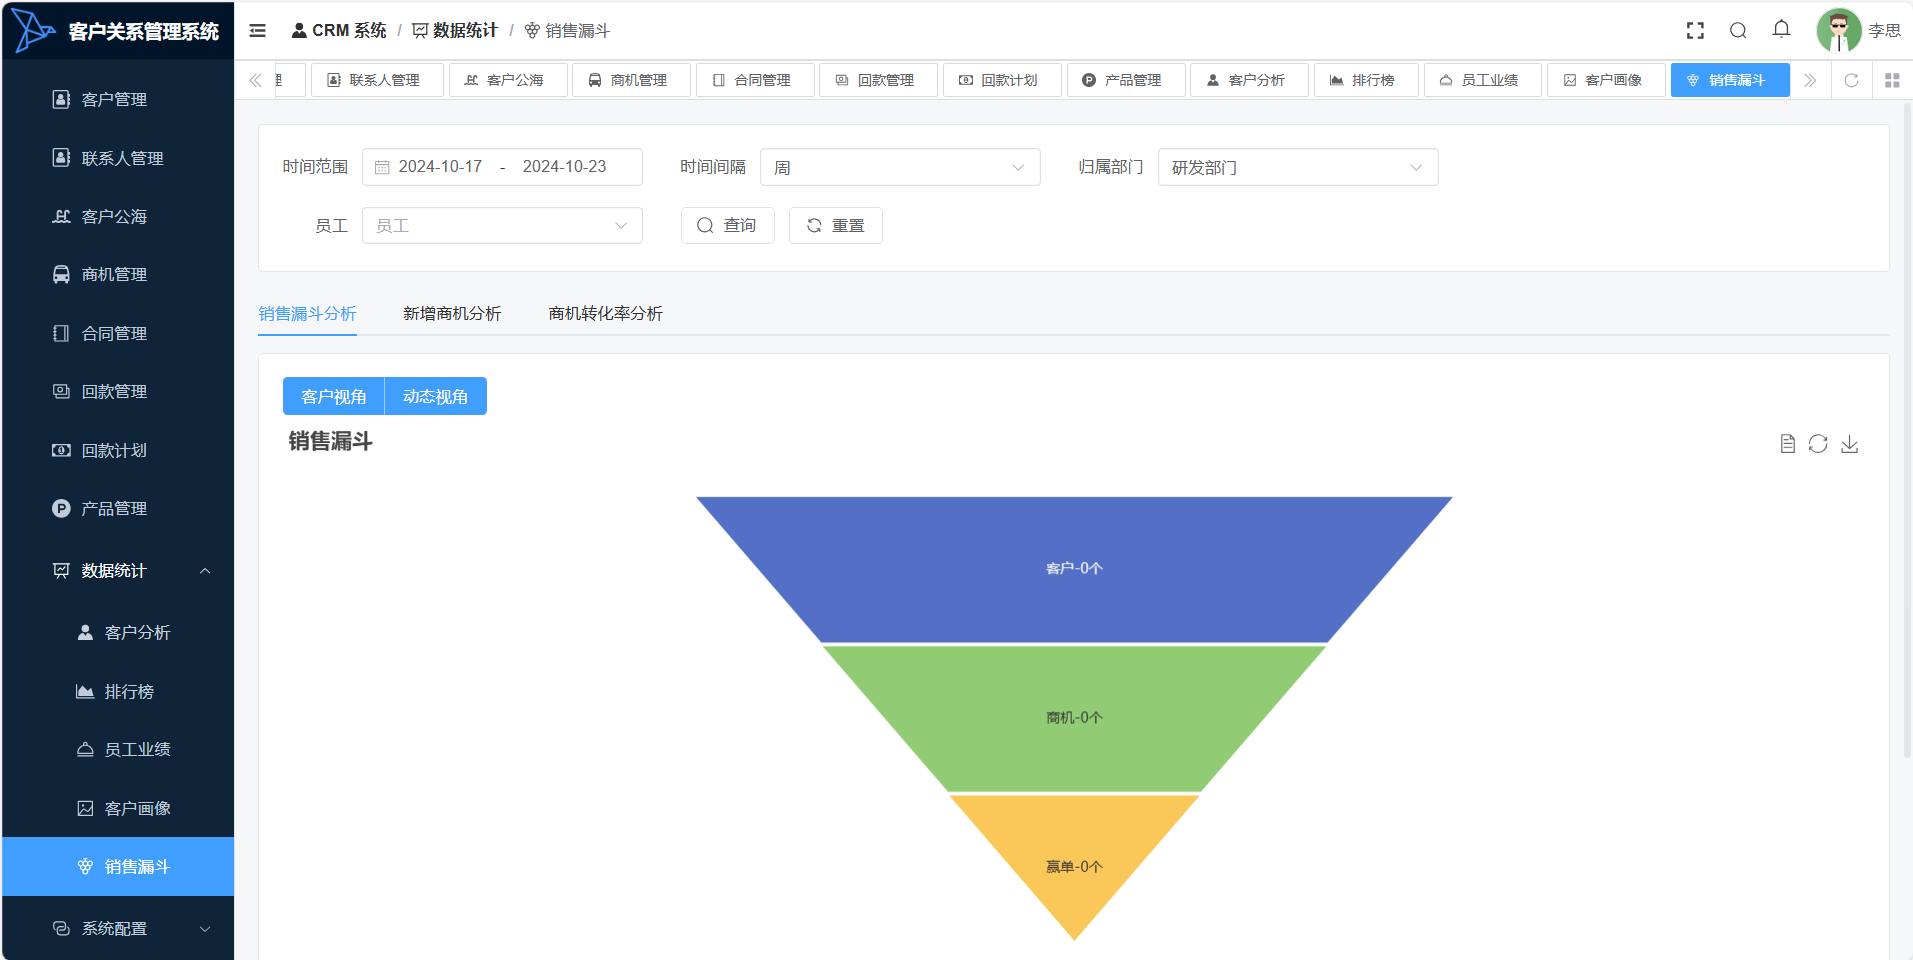 客户关系管理系统
CRM 系统 / 数据统计 / 销售漏斗
李思
理
联系人管理
客户公海
商机管理
合同管理
回款管理
回款计划
产品管理
客户分析
排行榜
员工业绩
客户画像
销售漏斗
客户管理
联系人管理
客户公海
商机管理
合同管理
回款管理
回款计划
产品管理
数据统计
客户分析
排行榜
员工业绩
客户画像
销售漏斗
系统配置
时间范围 2024-10-17 - 2024-10-23
时间间隔 周
归属部门 研发部门
员工 员工
查询
重置
销售漏斗分析
新增商机分析
商机转化率分析
客户视角
动态视角
销售漏斗
客户-0个
商机-0个
赢单-0个